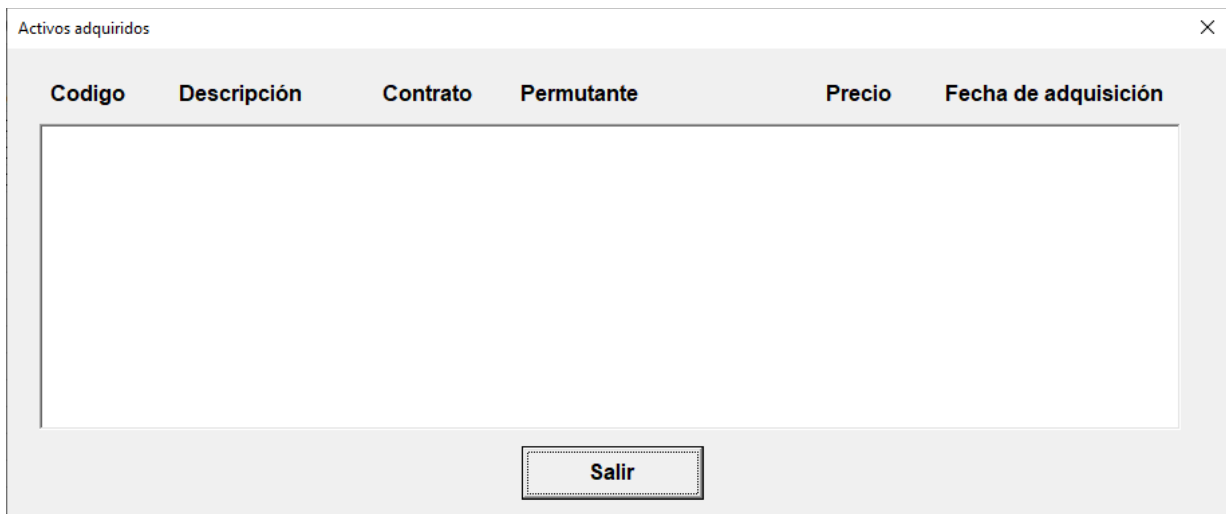 Activos adquiridos
Codigo Descripción Contrato Permutante Precio Fecha de adquisición
Salir